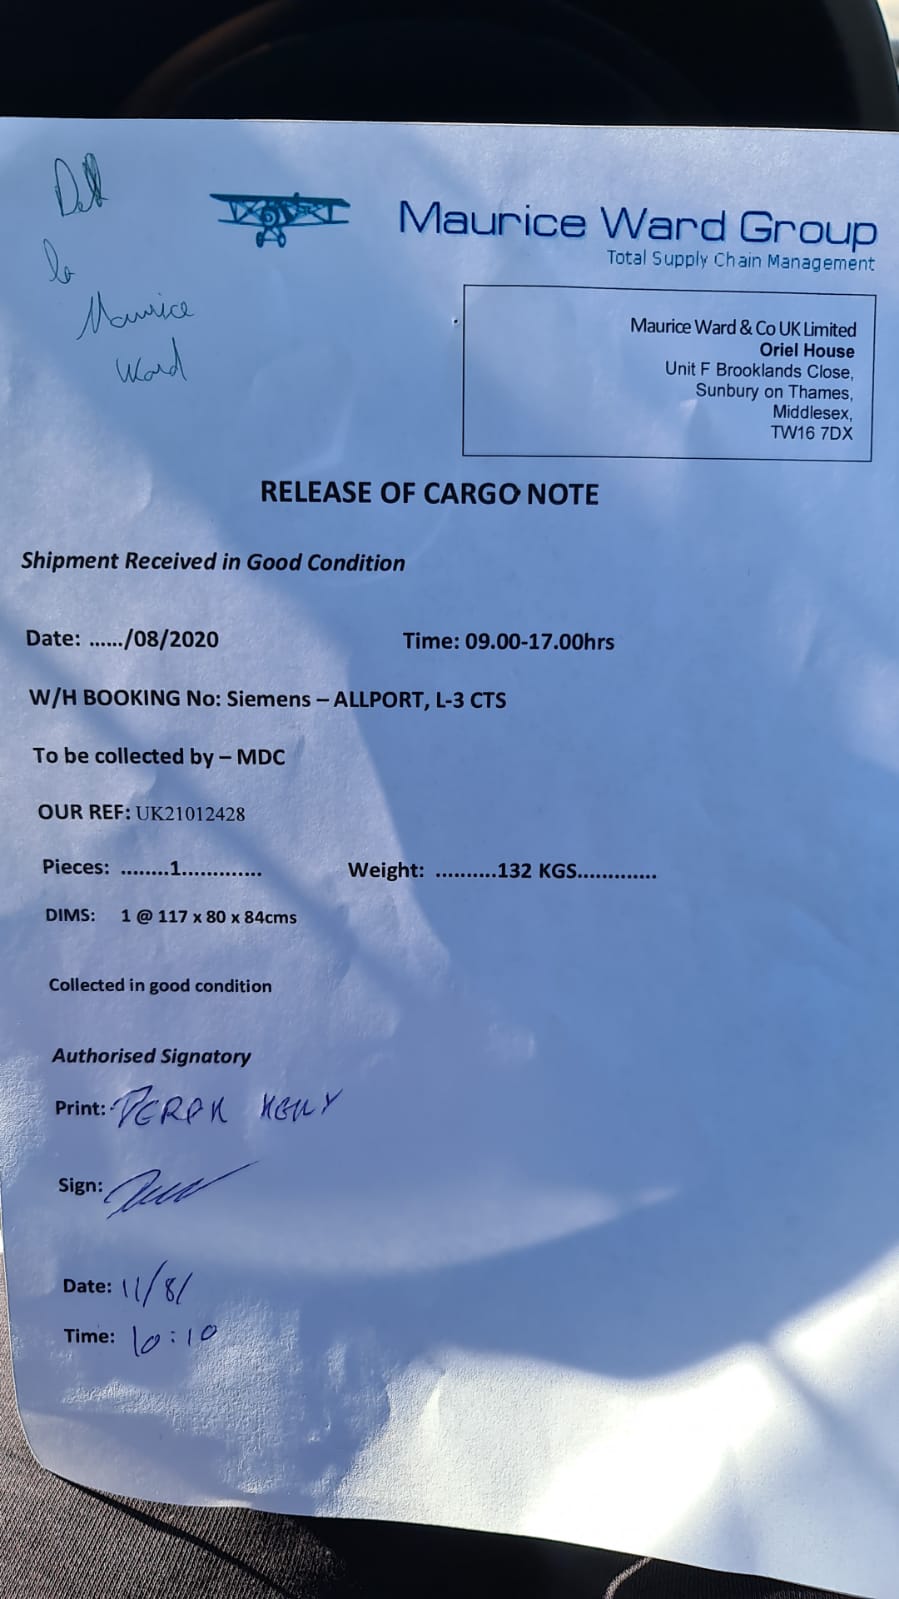 Maurice
Ward
Maurice Ward Group
Total Supply Chain Management
Maurice Ward & Co UK Limited
Oriel House
Unit F Brooklands Close,
Sunbury on Thames,
Middlesex,
TW16 7DX
RELEASE OF CARGO NOTE
Shipment Received in Good Condition
Date: ....../08/2020 Time: 09.00-17.00hrs
W/H BOOKING No: Siemens – ALLPORT, L-3 CTS
To be collected by – MDC
OUR REF: UK21012428
Pieces: ........1............. Weight: ..........132 KGS.............
DIMS: 1 @ 117 x 80 x 84cms
Collected in good condition
Authorised Signatory
Print: DEREK KELLY
Sign:
Date: 11/8/
Time: 10:10